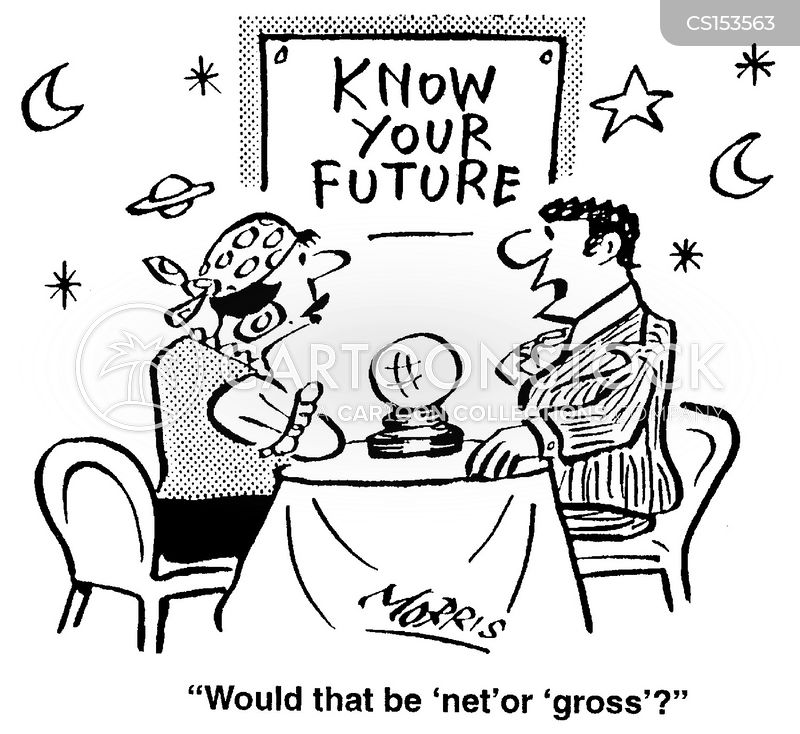 CS153563
KNOW
YOUR
FUTURE
CARTOONSTOCK
CARTOON COLLECTIONS COMPANY
MORRIS
“Would that be ‘net’or ‘gross’?”